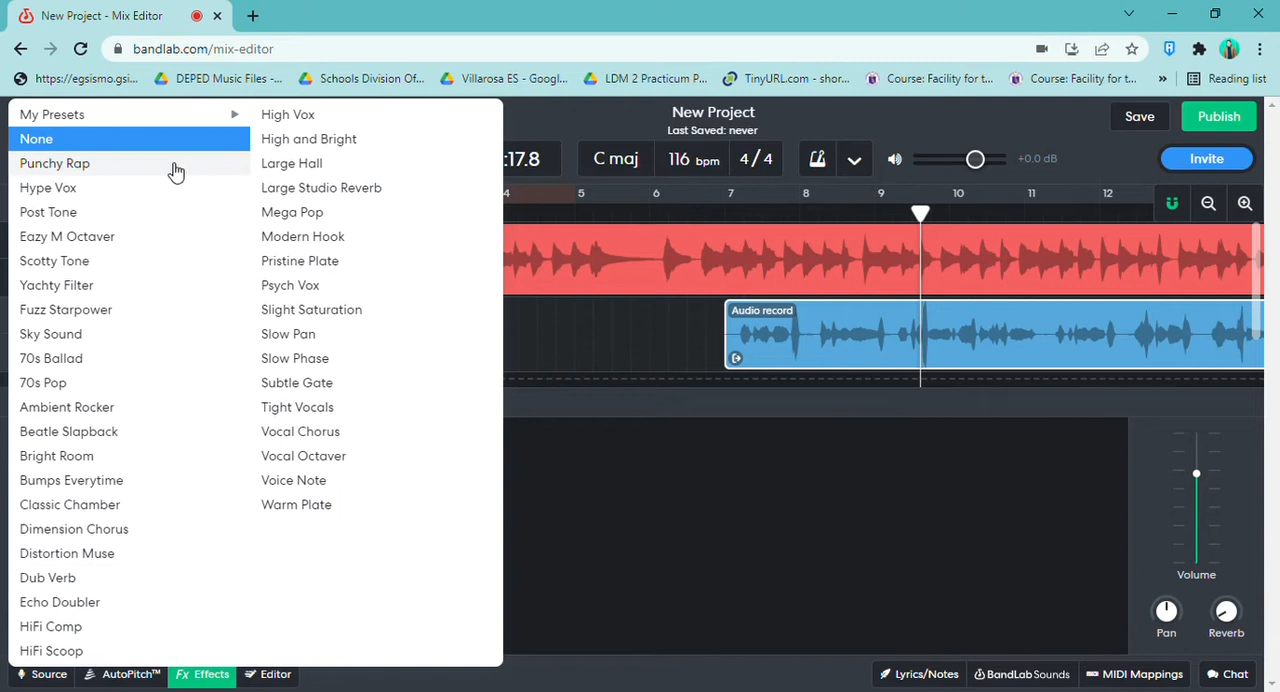 New Project - Mix Editor
bandlab.com/mix-editor
https://egsismo.gsi...
DEPED Music Files -...
Schools Division Of...
Villarosa ES - Googl...
LDM 2 Practicum P...
TinyURL.com - shor...
Course: Facility for t...
Course: Facility for t...
»
Reading list
My Presets
None
Punchy Rap
Hype Vox
Post Tone
Eazy M Octaver
Scotty Tone
Yachty Filter
Fuzz Starpower
Sky Sound
70s Ballad
70s Pop
Ambient Rocker
Beatle Slapback
Bright Room
Bumps Everytime
Classic Chamber
Dimension Chorus
Distortion Muse
Dub Verb
Echo Doubler
HiFi Comp
HiFi Scoop
High Vox
High and Bright
Large Hall
Large Studio Reverb
Mega Pop
Modern Hook
Pristine Plate
Psych Vox
Slight Saturation
Slow Pan
Slow Phase
Subtle Gate
Tight Vocals
Vocal Chorus
Vocal Octaver
Voice Note
Warm Plate
New Project
Last Saved: never
Save
Publish
:17.8
C maj
116 bpm
4/4
+0.0 dB
Invite
4 5 6 7 8 9 10 11 12
Audio record
Volume
Pan
Reverb
Source
AutoPitch™
Fx Effects
Editor
Lyrics/Notes
BandLab Sounds
MIDI Mappings
Chat